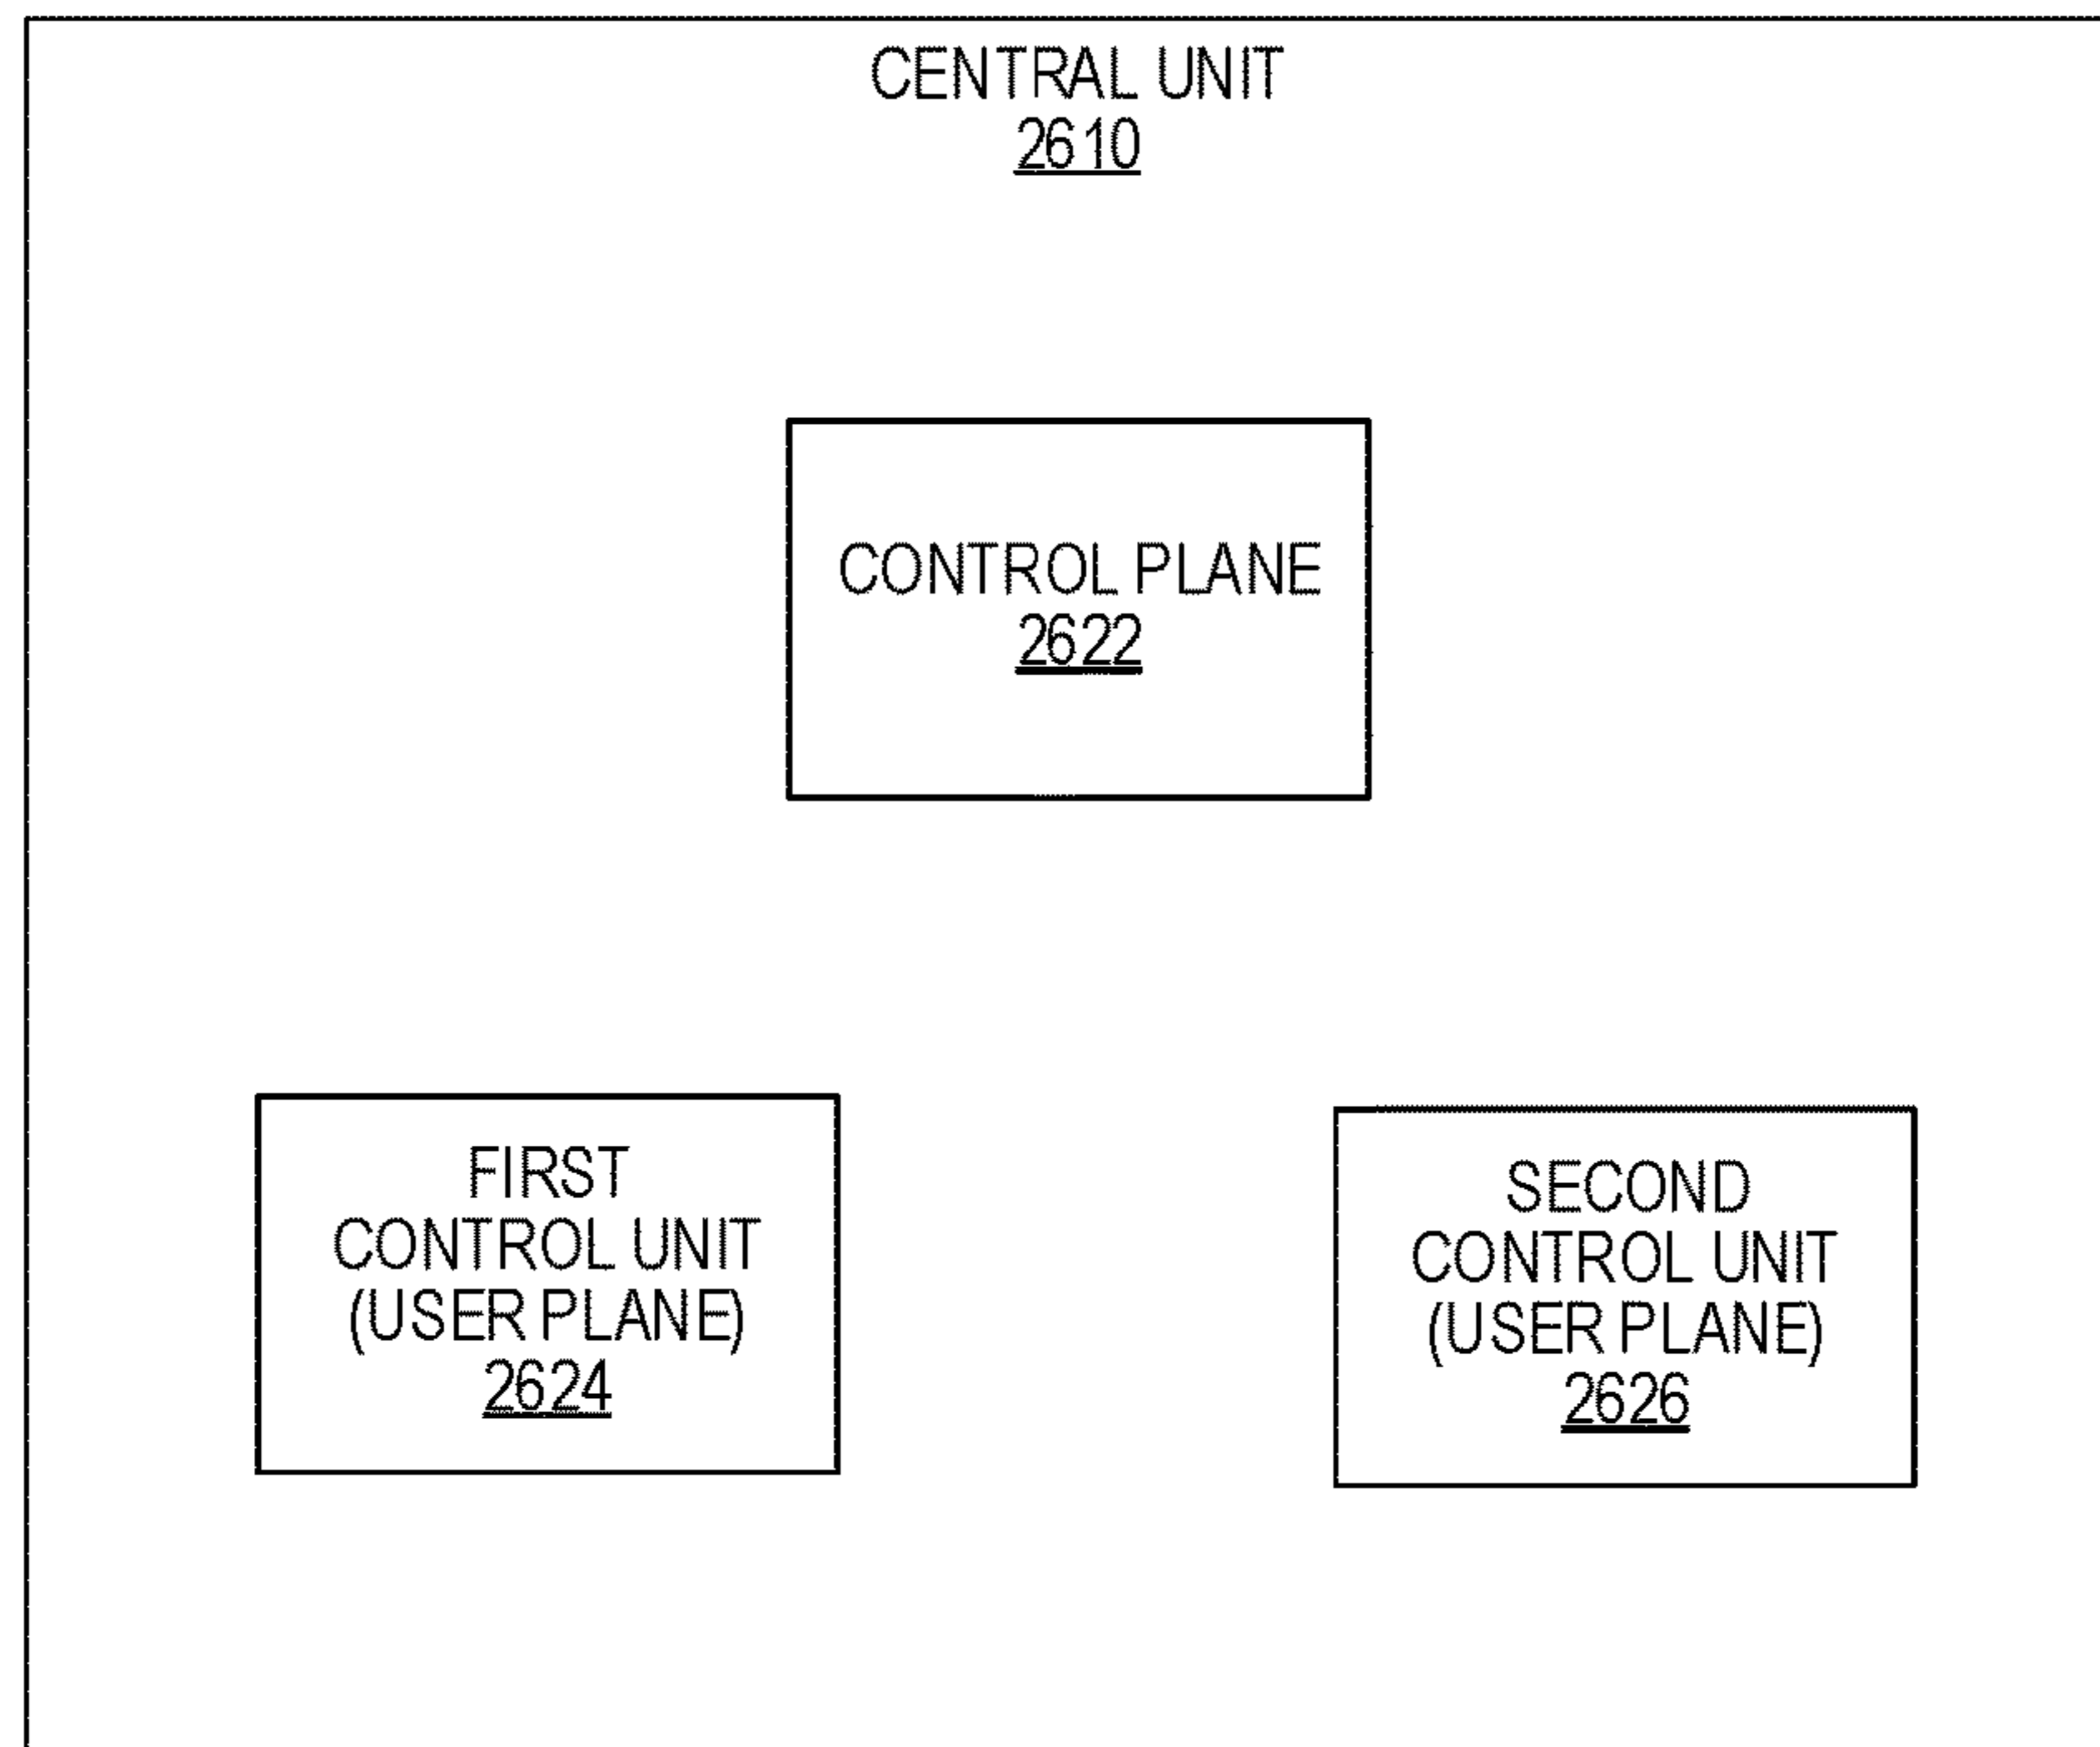 CENTRAL UNIT
2610
CONTROL PLANE
2622
FIRST
CONTROL UNIT
(USER PLANE)
2624
SECOND
CONTROL UNIT
(USER PLANE)
2626